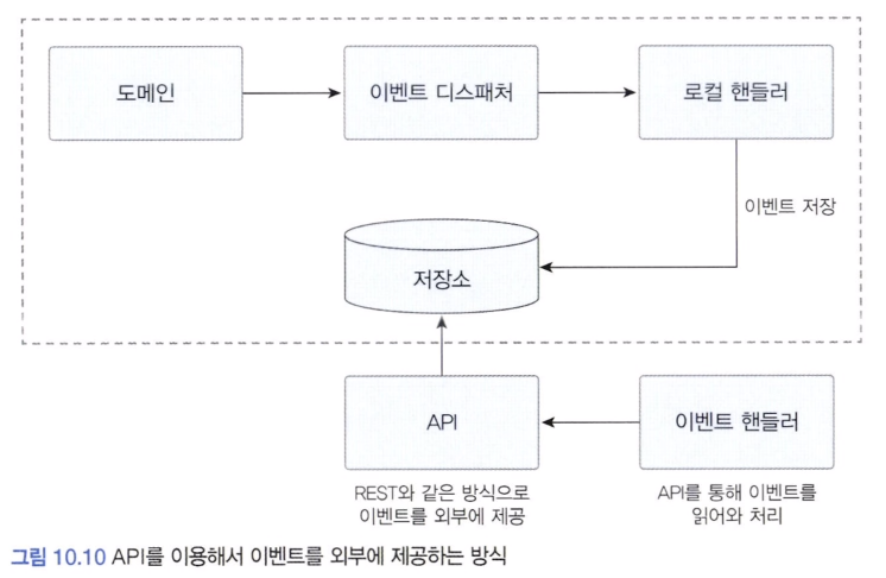 도메인
이벤트 디스패처
로컬 핸들러
이벤트 저장
저장소
API
이벤트 핸들러
REST와 같은 방식으로
이벤트를 외부에 제공
API를 통해 이벤트를
읽어와 처리
그림 10.10 API를 이용해서 이벤트를 외부에 제공하는 방식